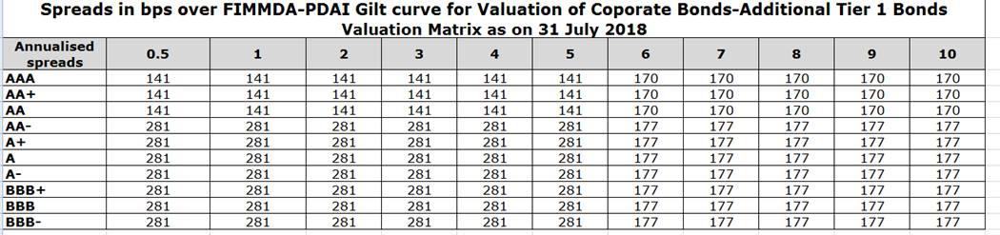 Spreads in bps over FIMMDA-PDAI Gilt curve for Valuation of Coporate Bonds-Additional Tier 1 Bonds
Valuation Matrix as on 31 July 2018
Annualised spreads 0.5 1 2 3 4 5 6 7 8 9 10
AAA 141 141 141 141 141 141 170 170 170 170 170
AA+ 141 141 141 141 141 141 170 170 170 170 170
AA 141 141 141 141 141 141 170 170 170 170 170
AA- 281 281 281 281 281 281 177 177 177 177 177
A+ 281 281 281 281 281 281 177 177 177 177 177
A 281 281 281 281 281 281 177 177 177 177 177
A- 281 281 281 281 281 281 177 177 177 177 177
BBB+ 281 281 281 281 281 281 177 177 177 177 177
BBB 281 281 281 281 281 281 177 177 177 177 177
BBB- 281 281 281 281 281 281 177 177 177 177 177